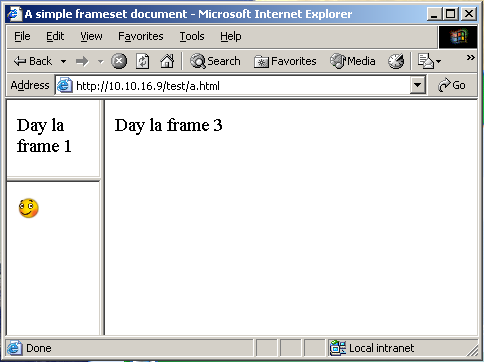 A simple frameset document - Microsoft Internet Explorer
File Edit View Favorites Tools Help
Back Search Favorites Media »
Address http://10.10.16.9/test/a.html Go
Day la
frame 1
Day la frame 3
Done Local intranet